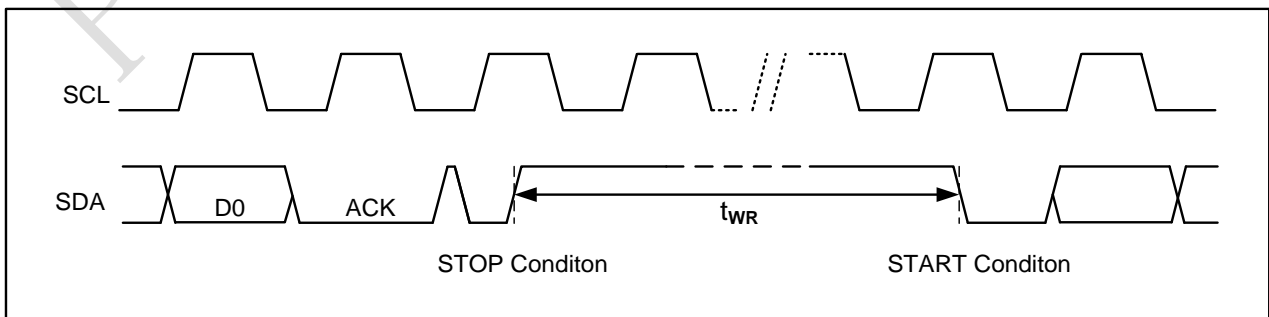 SCL
SDA
D0
ACK
tWR
STOP Conditon
START Conditon